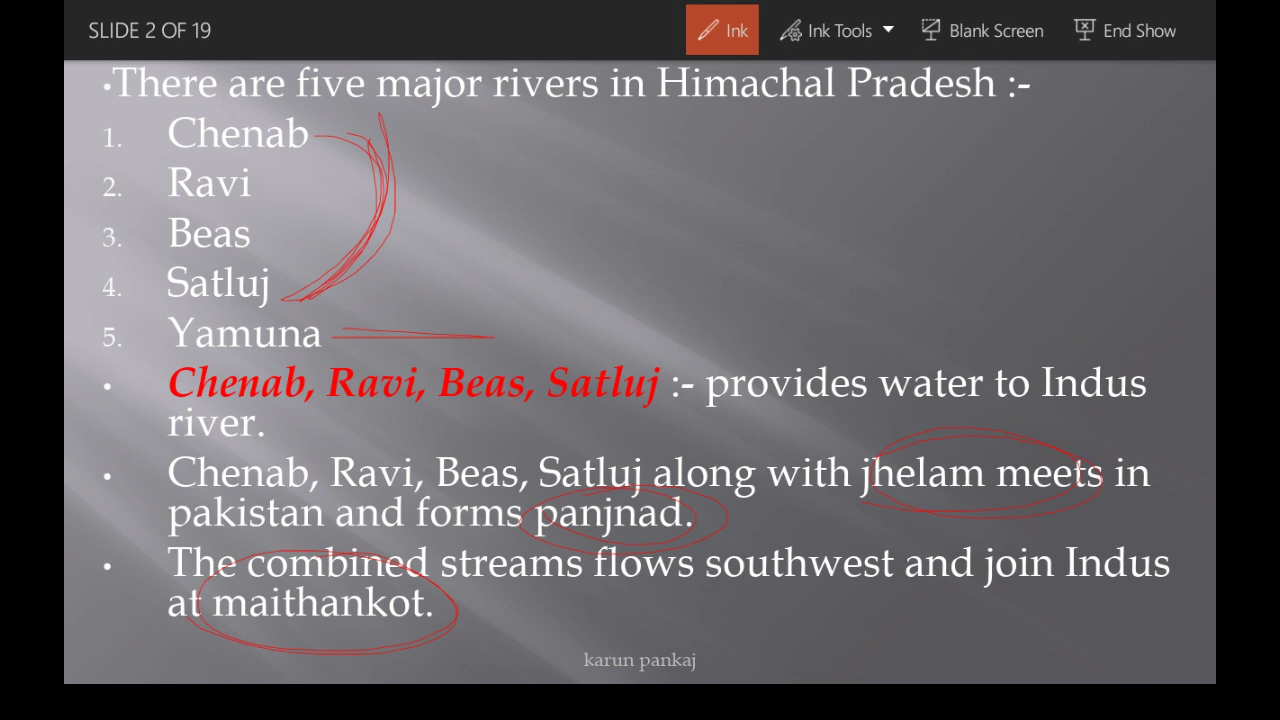 SLIDE 2 OF 19 Ink Ink Tools Blank Screen End Show
•There are five major rivers in Himachal Pradesh :-
1. Chenab
2. Ravi
3. Beas
4. Satluj
5. Yamuna
• Chenab, Ravi, Beas, Satluj :- provides water to Indus
river.
• Chenab, Ravi, Beas, Satluj along with jhelam meets in
pakistan and forms panjnad.
• The combined streams flows southwest and join Indus
at maithankot.
karun pankaj